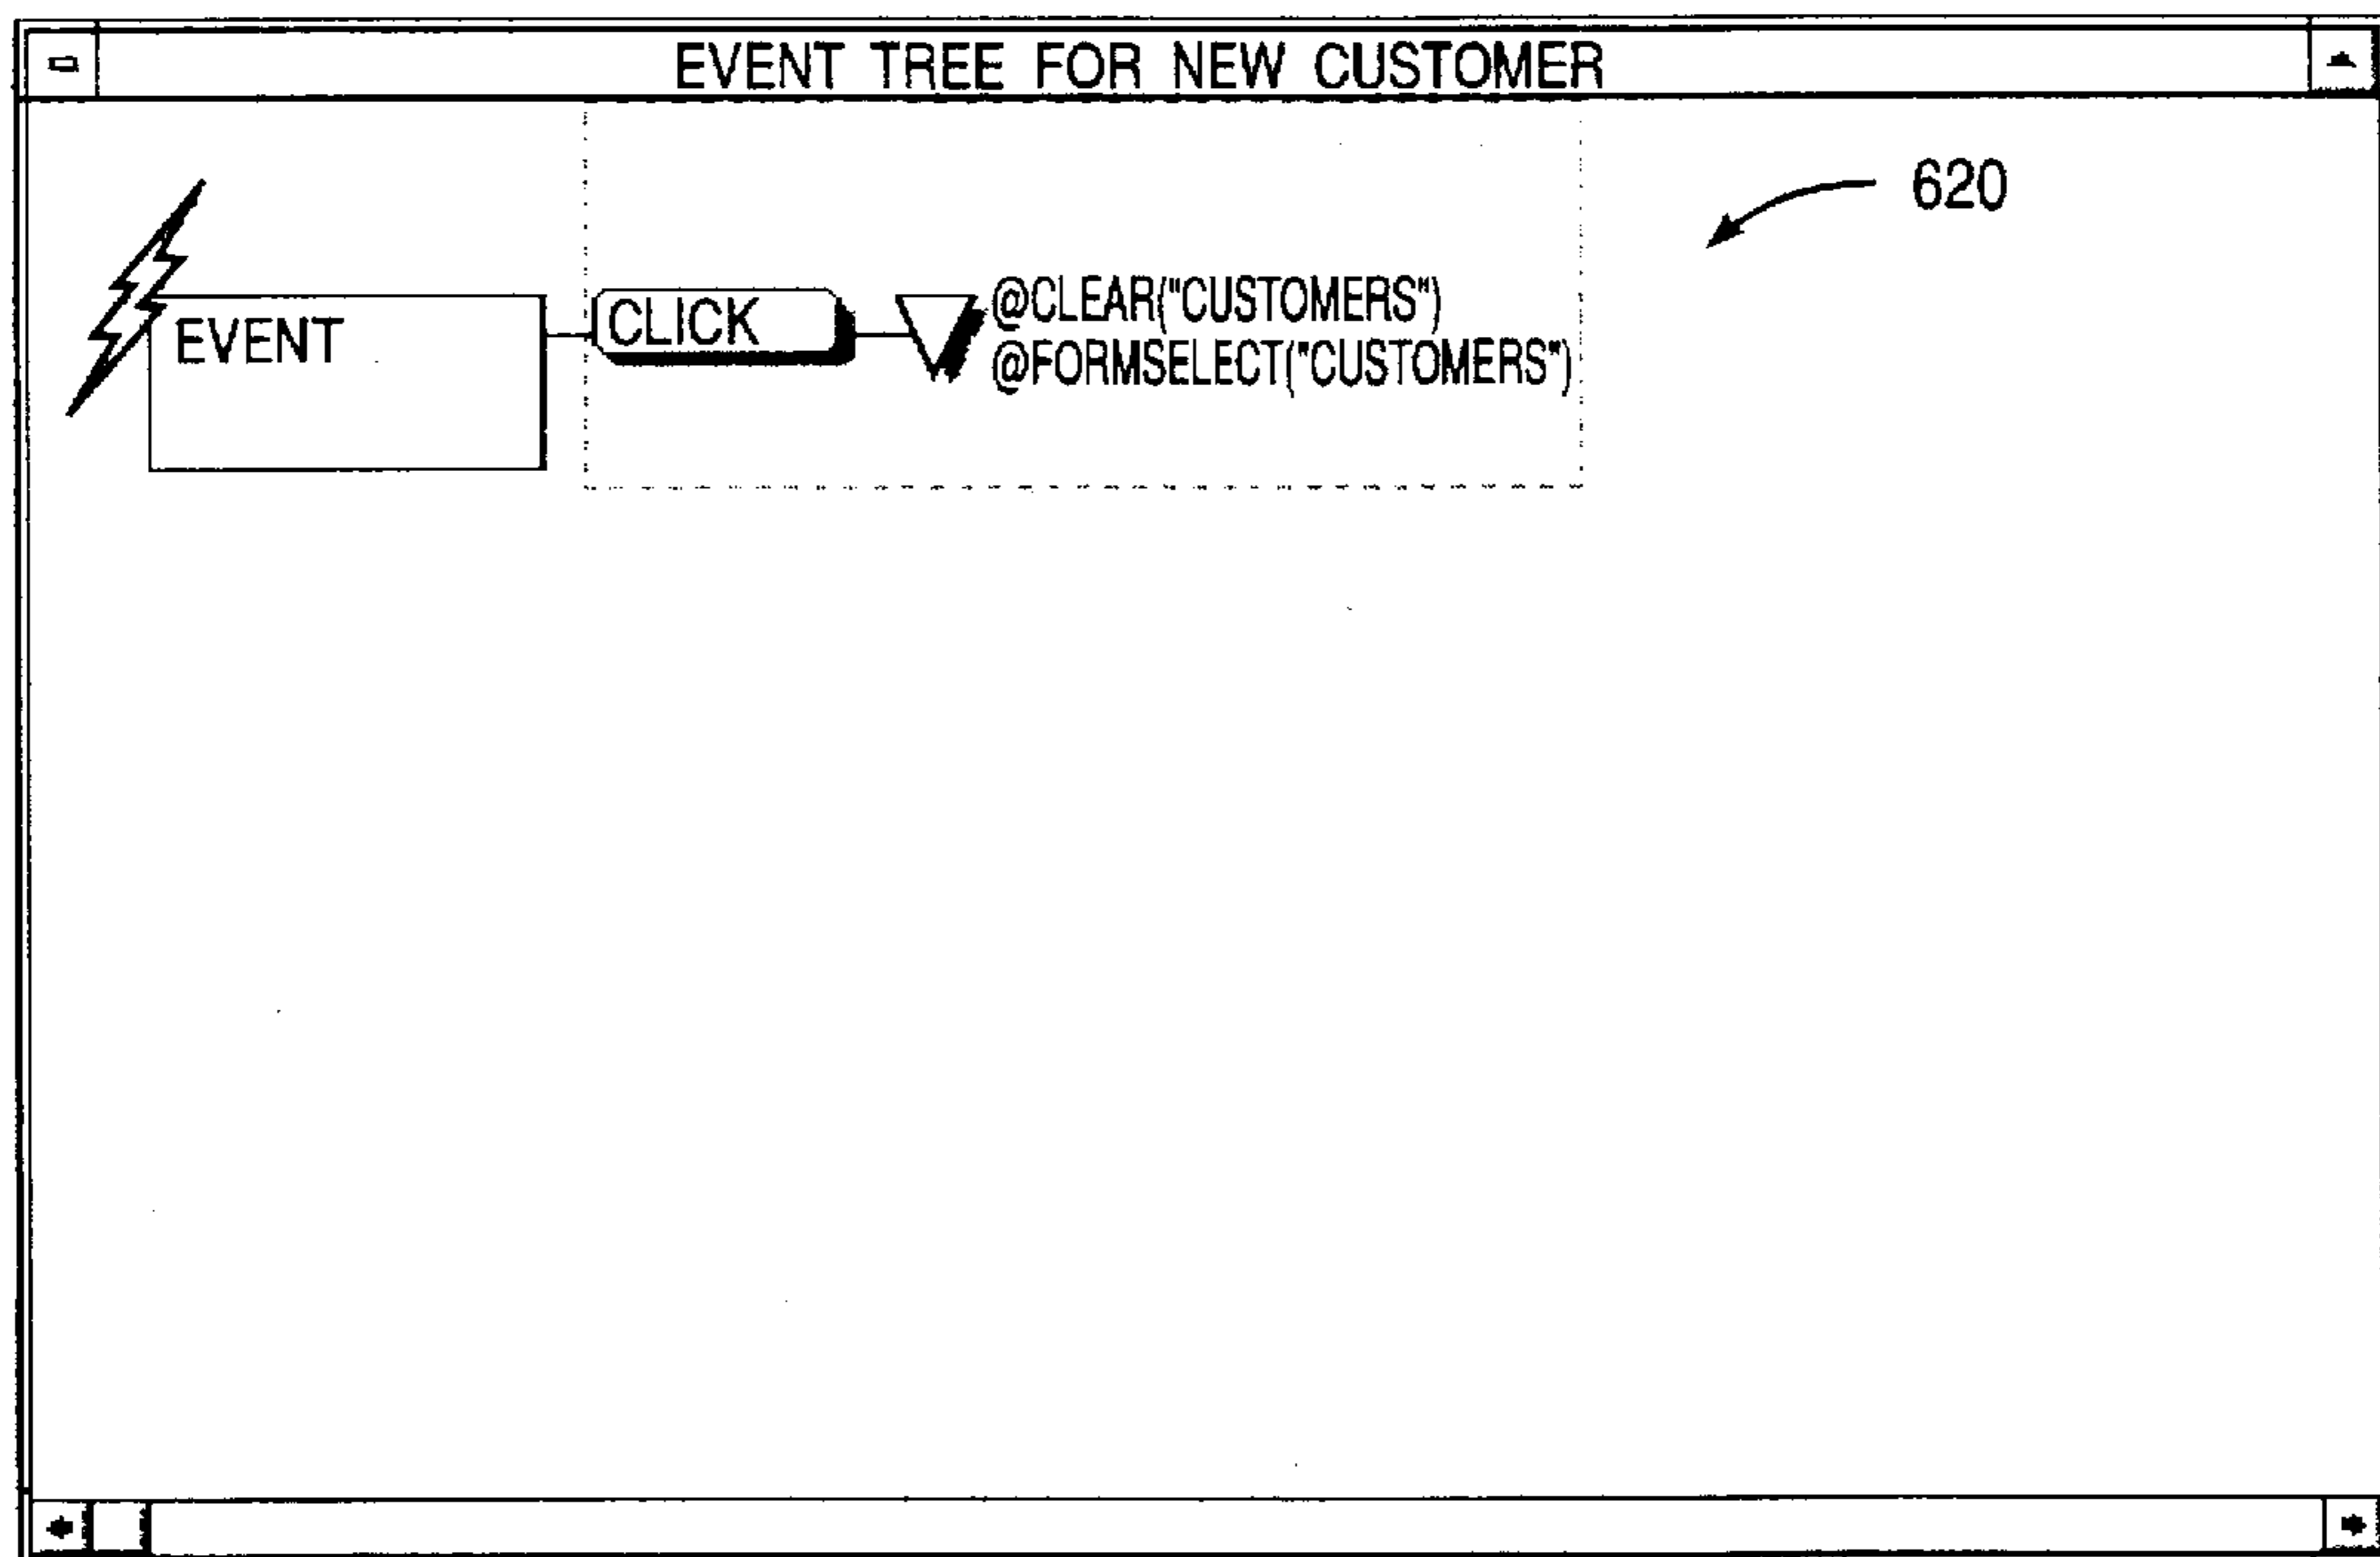 EVENT TREE FOR NEW CUSTOMER
620
EVENT
CLICK
@CLEAR("CUSTOMERS")
@FORMSELECT("CUSTOMERS")